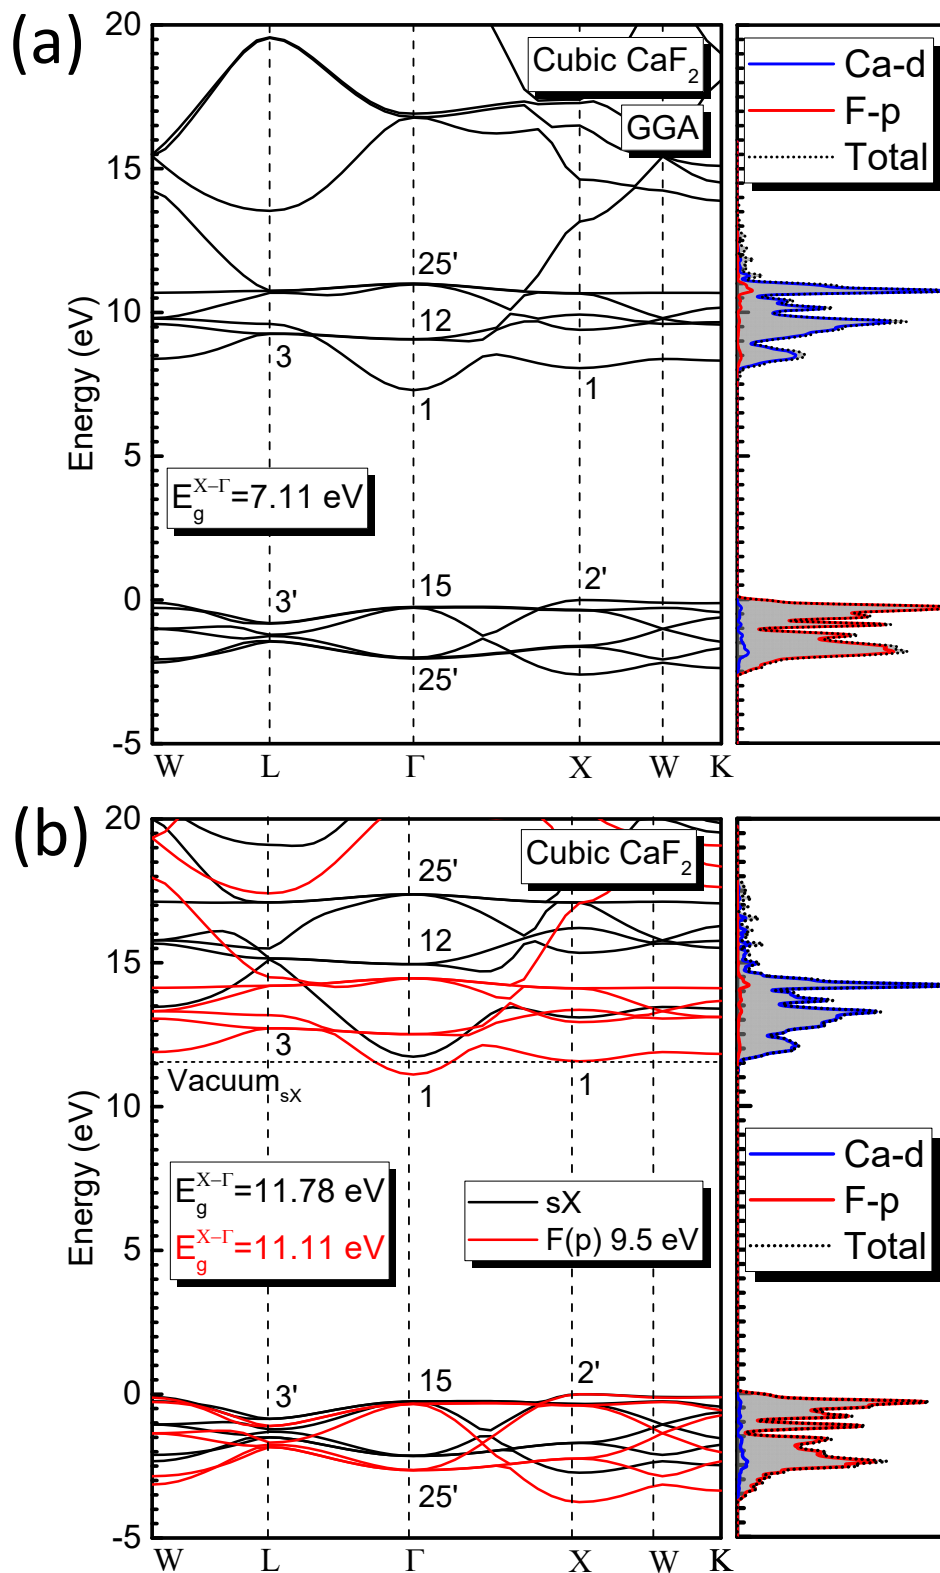 (a)
20
15
10
5
0
-5
Energy (eV)
Cubic CaF2
GGA
25'
12
3
1
1
E_g^X–Γ=7.11 eV
3'
15
2'
25'
W L Γ X W K
Ca-d
F-p
Total
(b)
20
15
10
5
0
-5
Energy (eV)
Cubic CaF2
25'
12
3
1
1
Vacuum_sX
E_g^X–Γ=11.78 eV
E_g^X–Γ=11.11 eV
sX
F(p) 9.5 eV
3'
15
2'
25'
W L Γ X W K
Ca-d
F-p
Total